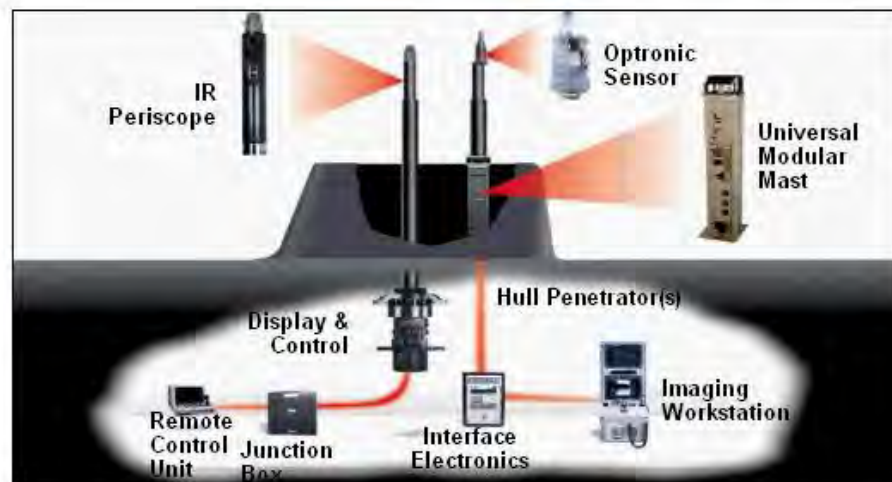 IR
Periscope
Optronic
Sensor
Universal
Modular
Mast
Hull Penetrator(s)
Display &
Control
Imaging
Workstation
Remote
Control
Unit
Junction
Box
Interface
Electronics